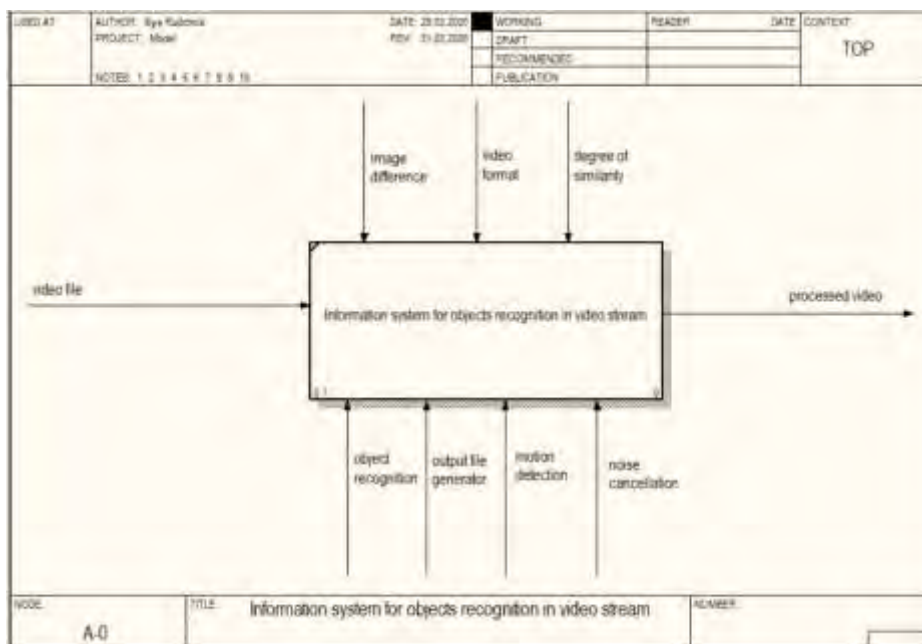 USED AT:
AUTHOR:
DATE:
WORKING
READER
DATE
CONTEXT:
PROJECT: Model
REV:
DRAFT
TOP
RECOMMENDED
NOTES: 1 2 3 4 5 6 7 8 9 10
PUBLICATION
image
difference
video
format
degree of
similarity
video file
processed video
Information system for objects recognition in video stream
object
recognition
output file
generator
motion
detection
noise
cancellation
NODE:
TITLE:
Information system for objects recognition in video stream
NUMBER:
A-0